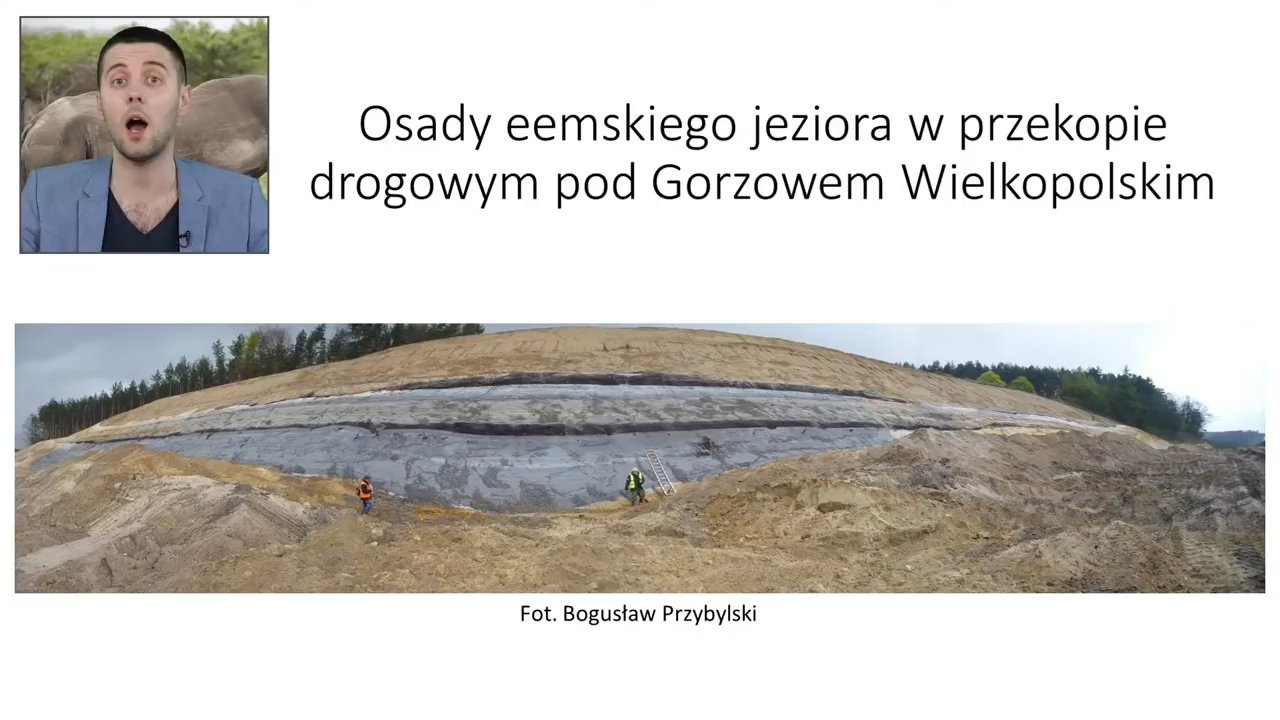 Osady eemskiego jeziora w przekopie
drogowym pod Gorzowem Wielkopolskim
Fot. Bogusław Przybylski